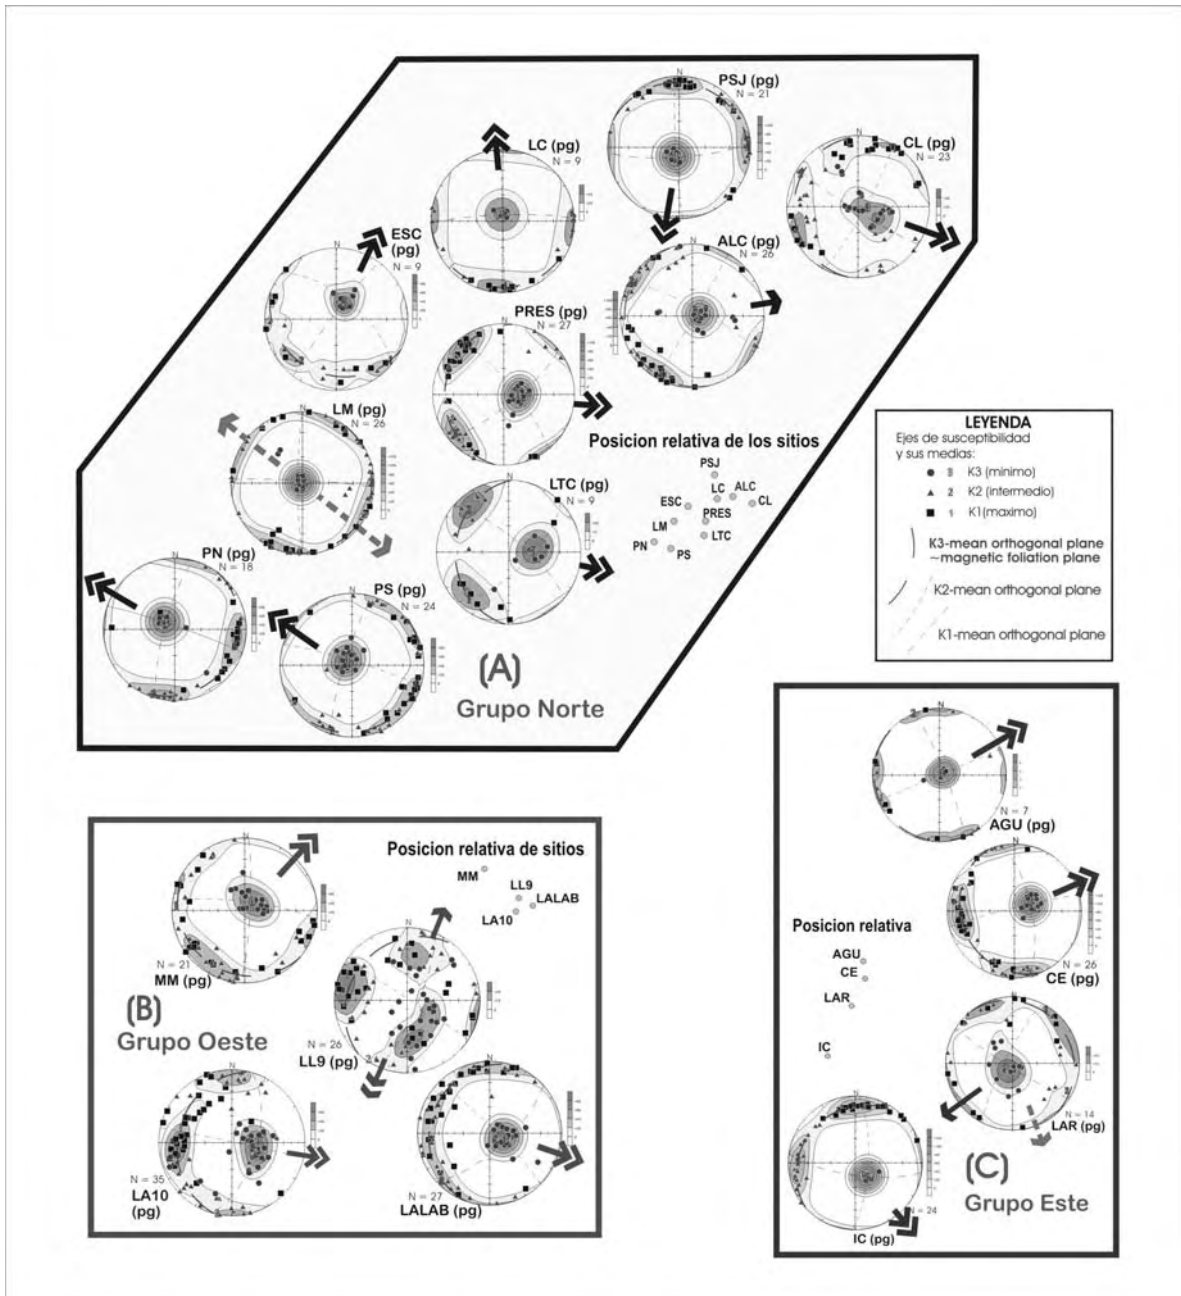 PSJ (pg)
N = 21
N
LC (pg)
N = 9
N
CL (pg)
N = 23
N
ESC
(pg)
N = 9
N
ALC (pg)
N = 26
N
PRES (pg)
N = 27
N
LM (pg)
N = 26
N
Posicion relativa de los sitios
PSJ
LC
ALC
ESC
CL
PRES
LM
LTC
PN
PS
LTC (pg)
N = 9
N
PN (pg)
N = 18
N
PS (pg)
N = 24
N
(A)
Grupo Norte
LEYENDA
Ejes de susceptibilidad
y sus medias:
3 K3 (minimo)
2 K2 (intermedio)
1 K1(maximo)
K3-mean orthogonal plane
~magnetic foliation plane
K2-mean orthogonal plane
K1-mean orthogonal plane
N
N = 21
MM (pg)
Posicion relativa de sitios
MM
LL9
LALAB
LA10
(B)
Grupo Oeste
N
N = 26
LL9 (pg)
N
N = 35
LA10
(pg)
N
N = 27
LALAB (pg)
N
N = 7
AGU (pg)
N
N = 26
CE (pg)
Posicion relativa
AGU
CE
LAR
IC
N
N = 14
LAR (pg)
N
N = 24
IC (pg)
(C)
Grupo Este